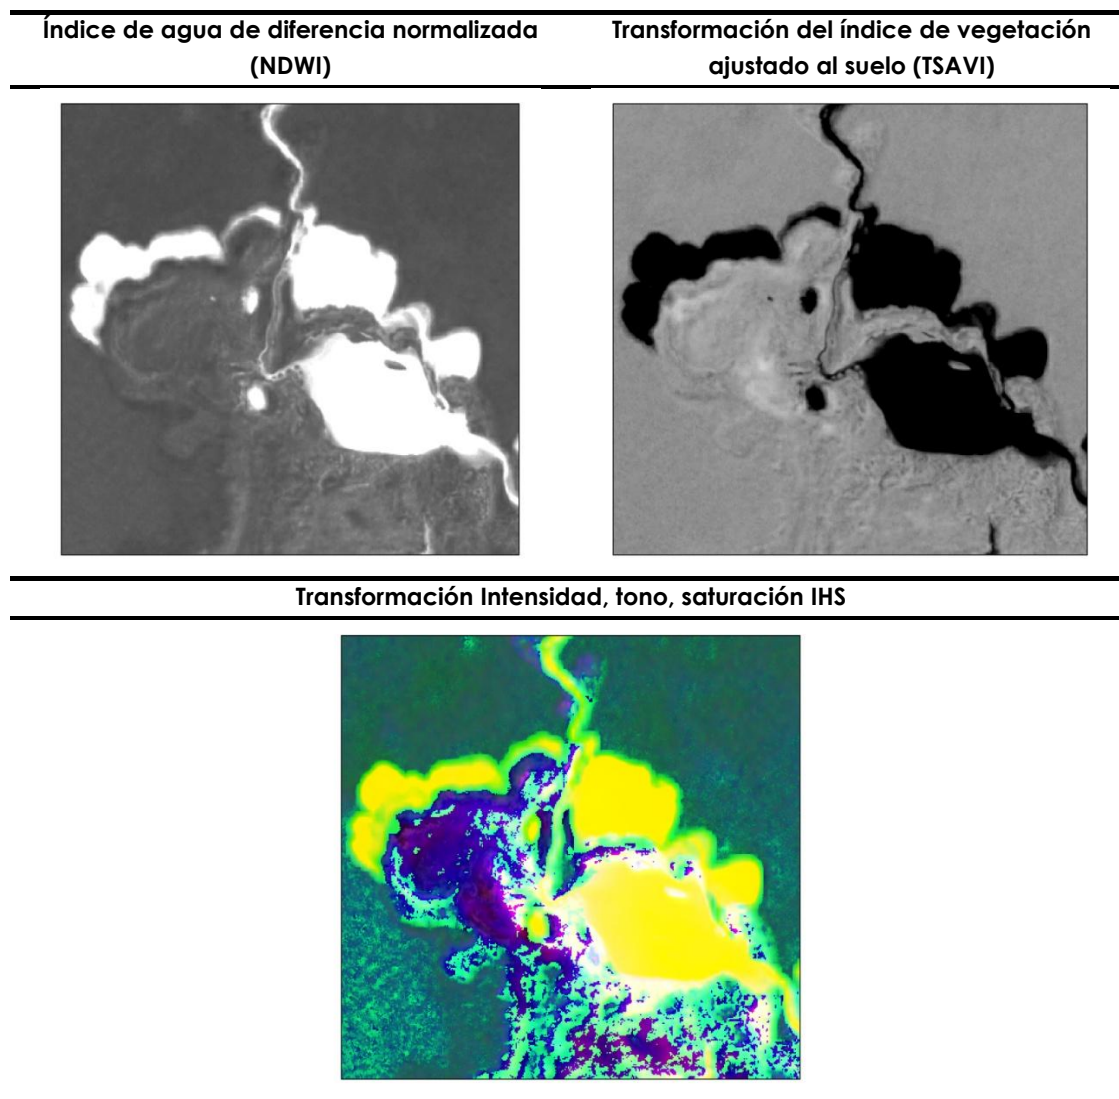 Índice de agua de diferencia normalizada
(NDWI)
Transformación del índice de vegetación
ajustado al suelo (TSAVI)
Transformación Intensidad, tono, saturación IHS